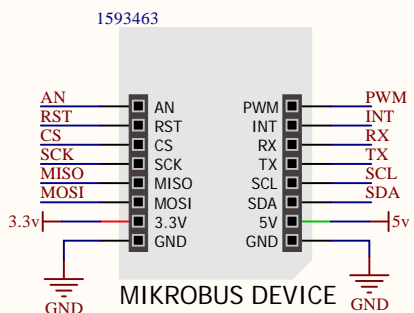 1593463
AN AN PWM PWM
RST RST INT INT
CS CS RX RX
SCK SCK TX TX
MISO MISO SCL SCL
MOSI MOSI SDA SDA
3.3v 3.3V 5V 5v
GND GND
GND GND
MIKROBUS DEVICE